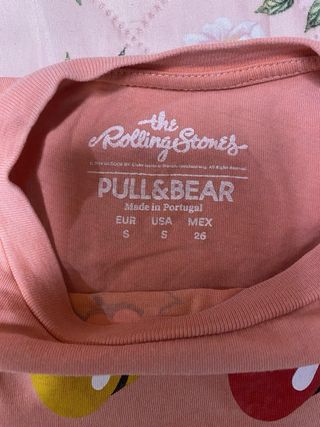 the
Rolling Stones
PULL&BEAR
Made in Portugal
EUR USA MEX
S S 26